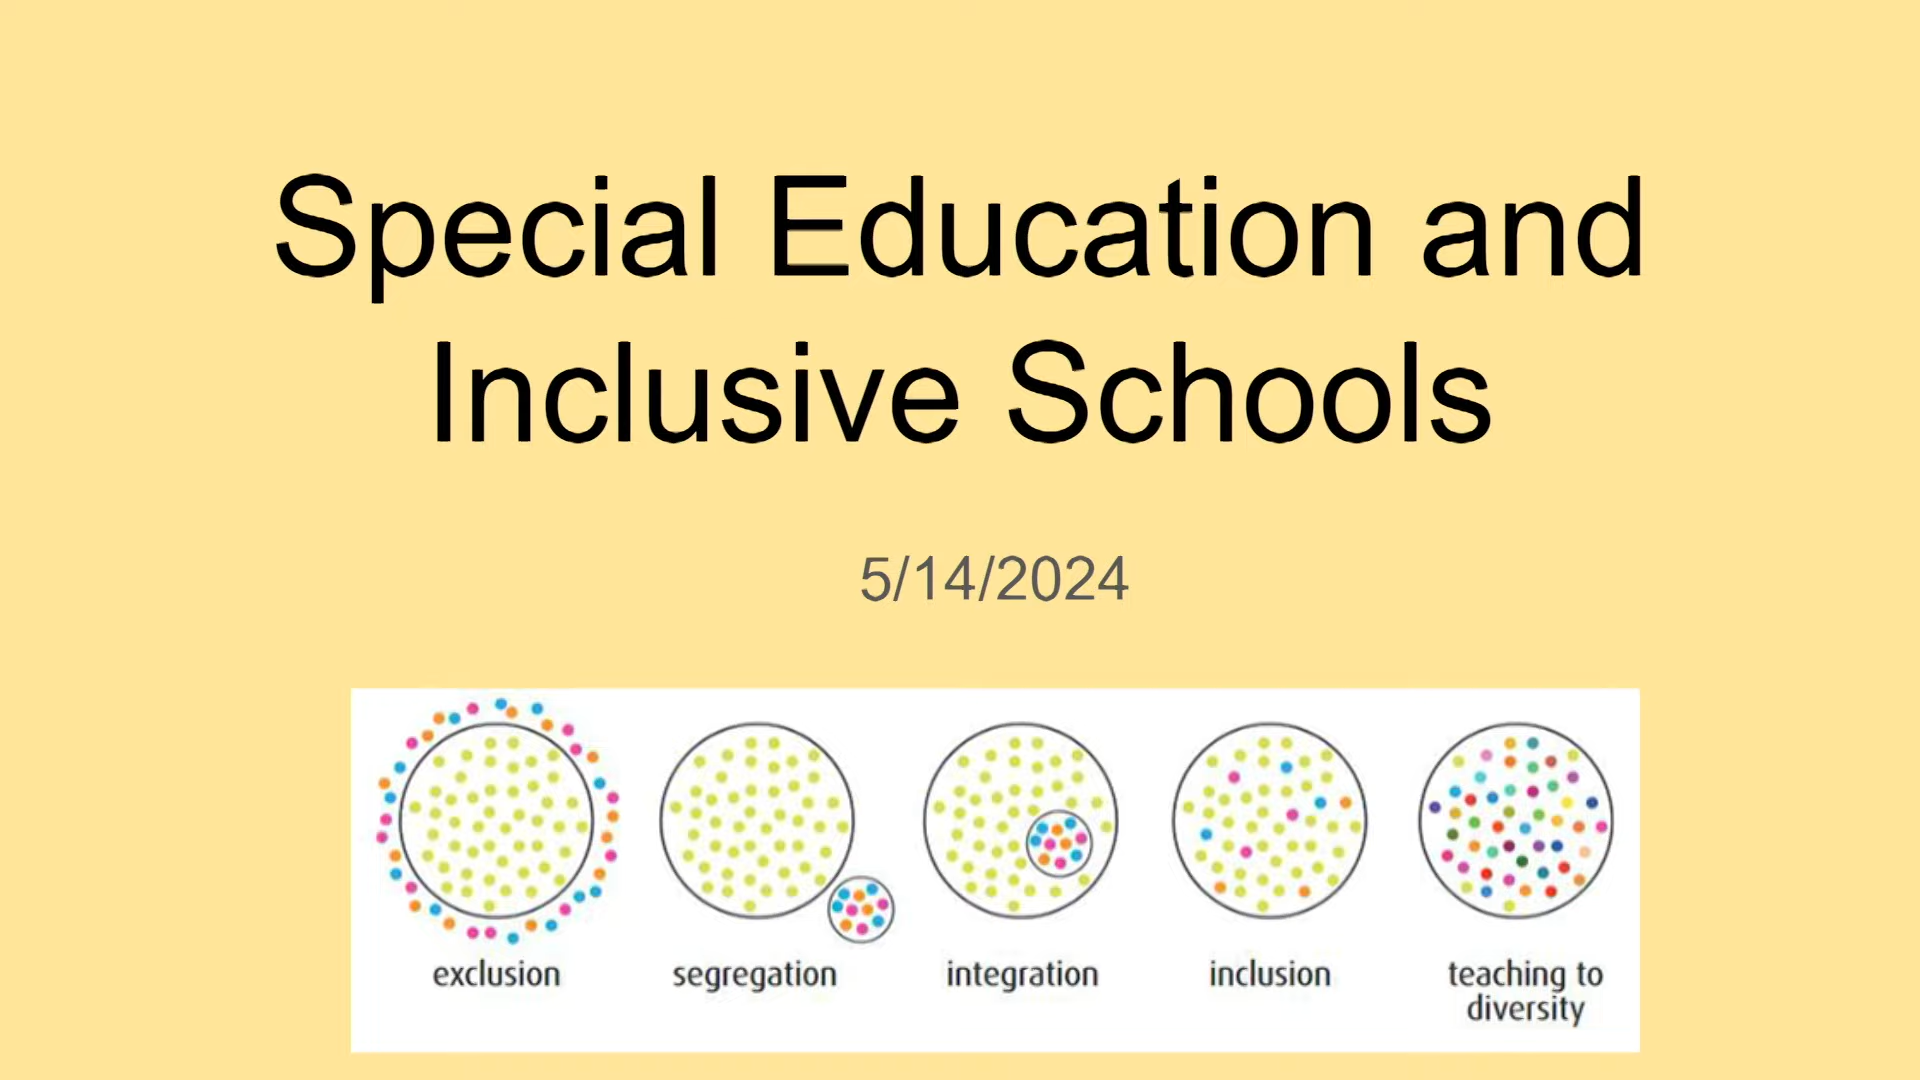 Special Education and
Inclusive Schools
5/14/2024
exclusion
segregation
integration
inclusion
teaching to
diversity